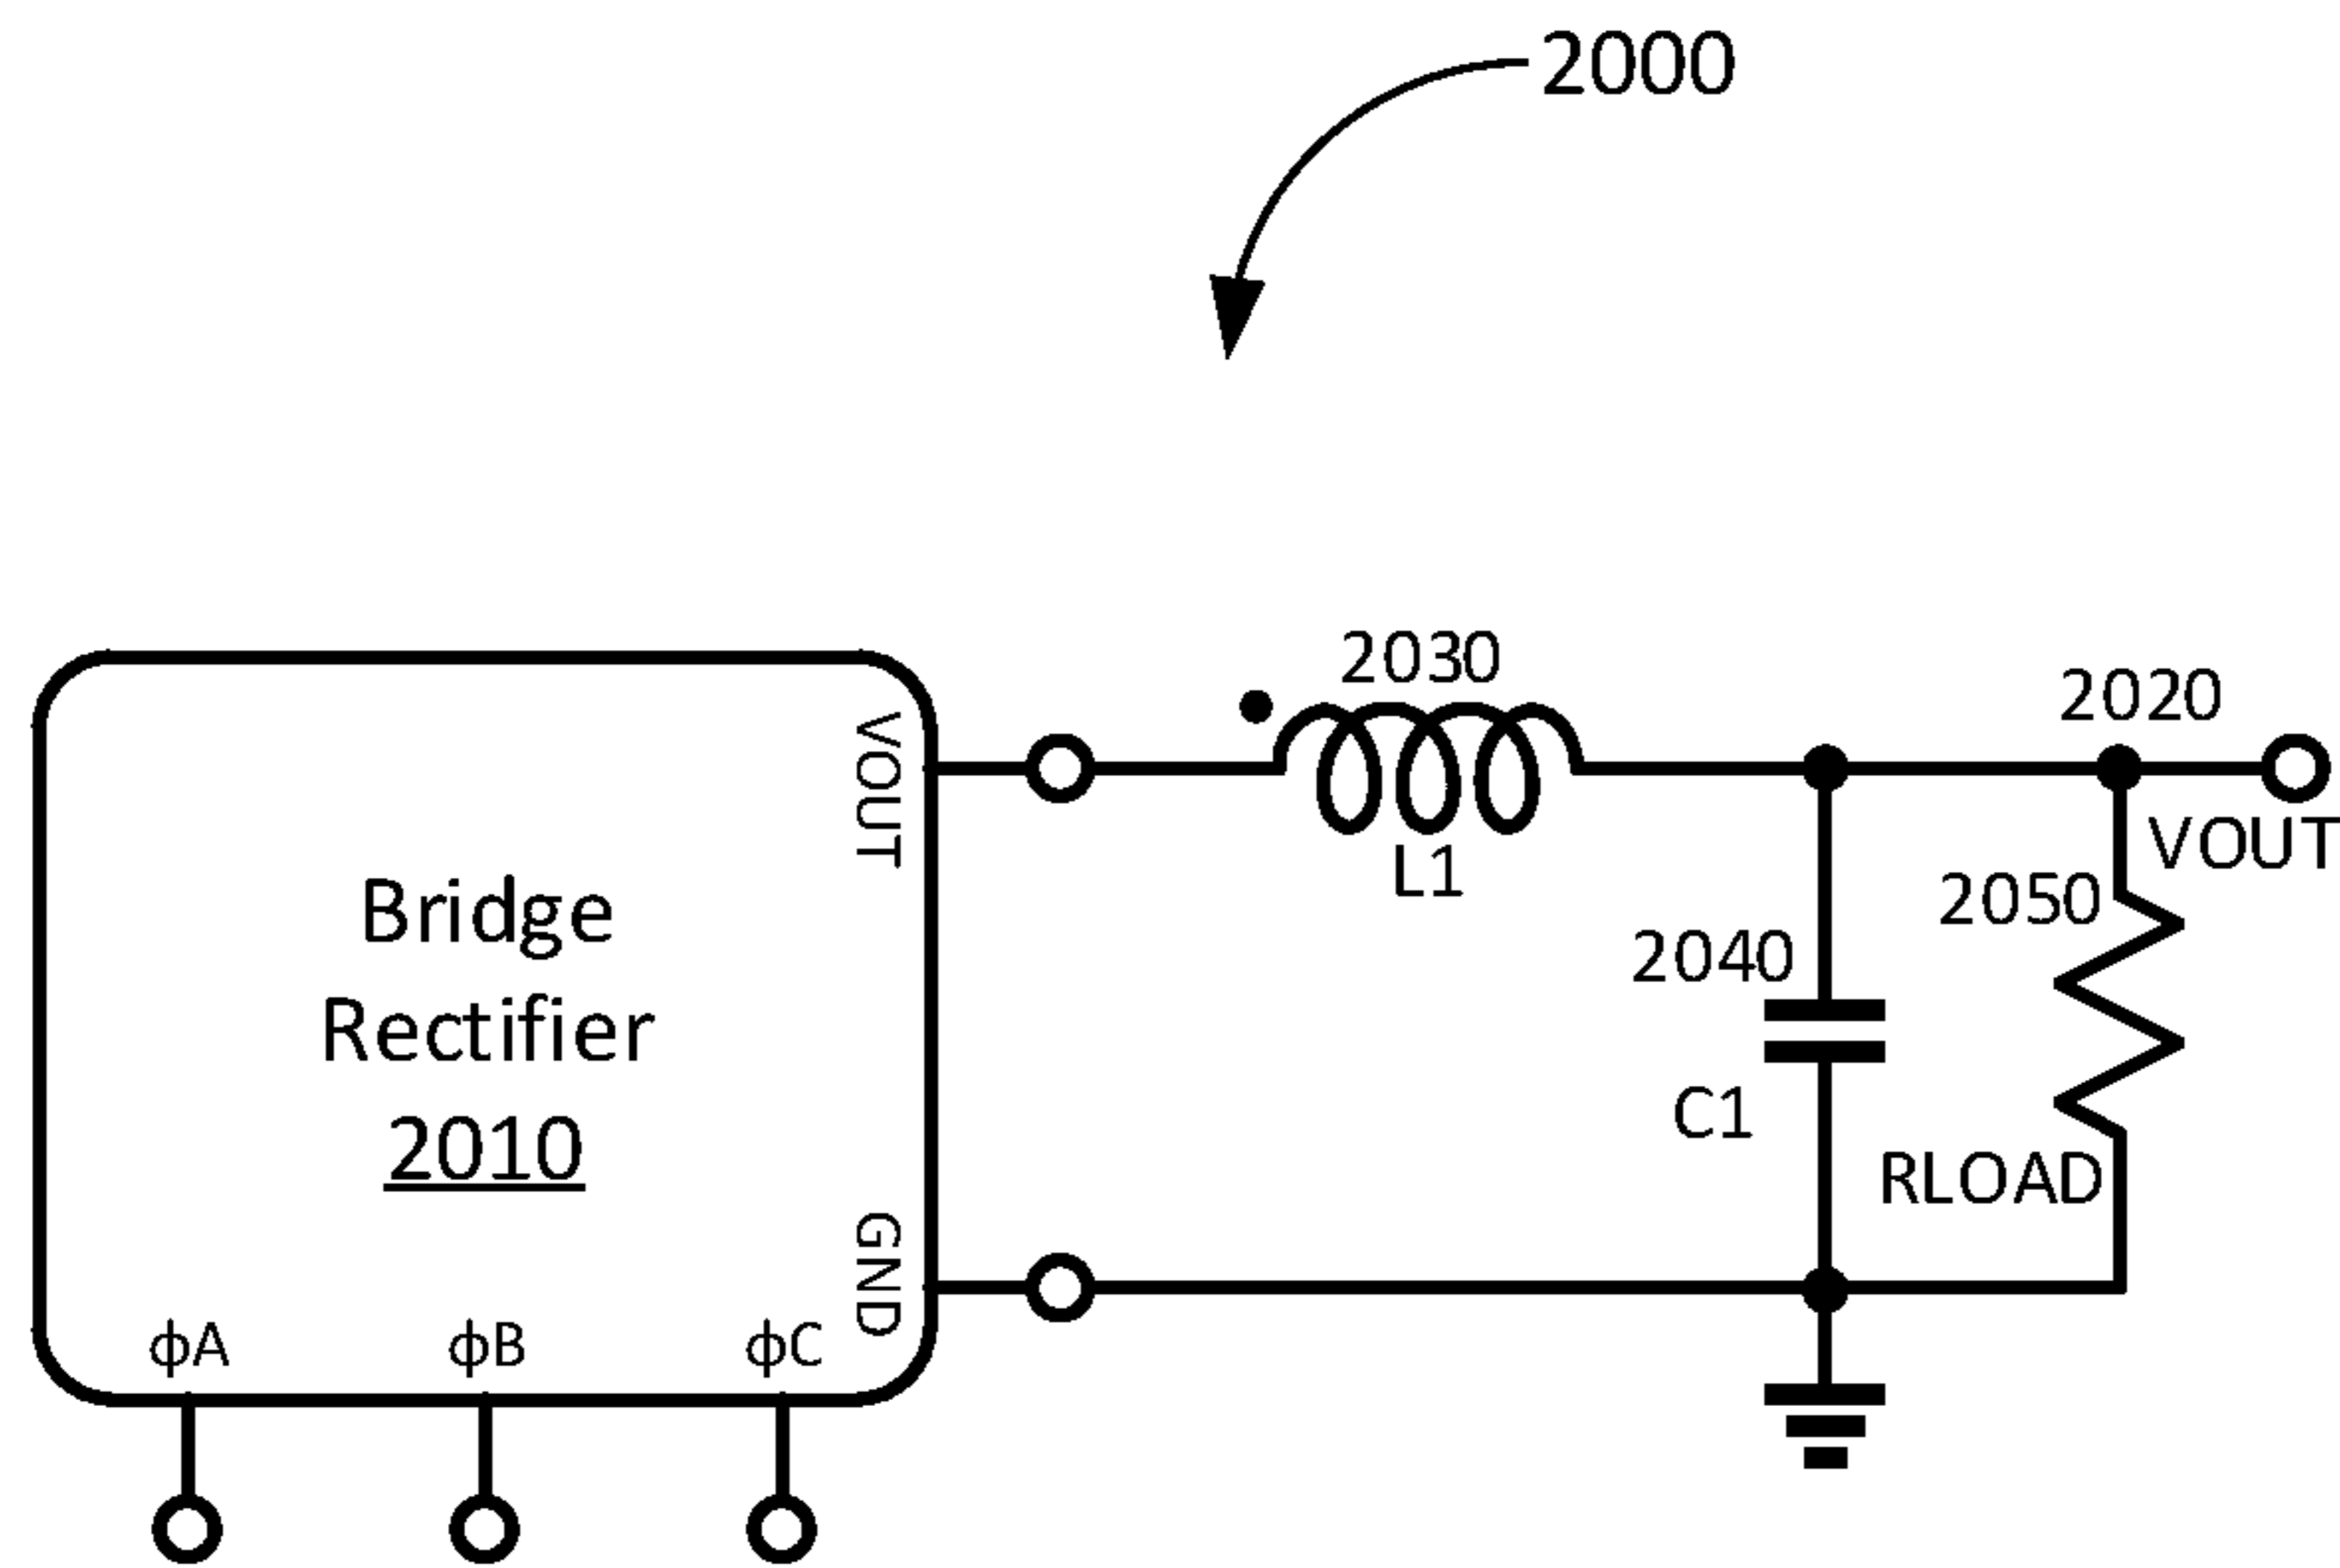 2000
2030
2020
VOUT
L1
VOUT
2050
Bridge
Rectifier
2010
2040
C1
RLOAD
GND
ϕA
ϕB
ϕC